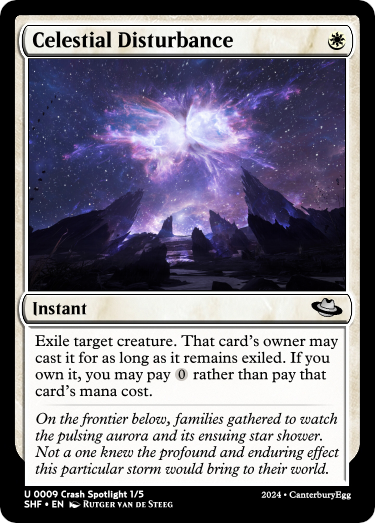 Celestial Disturbance
Instant
Exile target creature. That card's owner may
cast it for as long as it remains exiled. If you
own it, you may pay 0 rather than pay that
card's mana cost.
On the frontier below, families gathered to watch
the pulsing aurora and its ensuing star shower.
Not a one knew the profound and enduring effect
this particular storm would bring to their world.
U 0009 Crash Spotlight 1/5
SHF • EN Rutger van de Steeg
2024 • CanterburyEgg